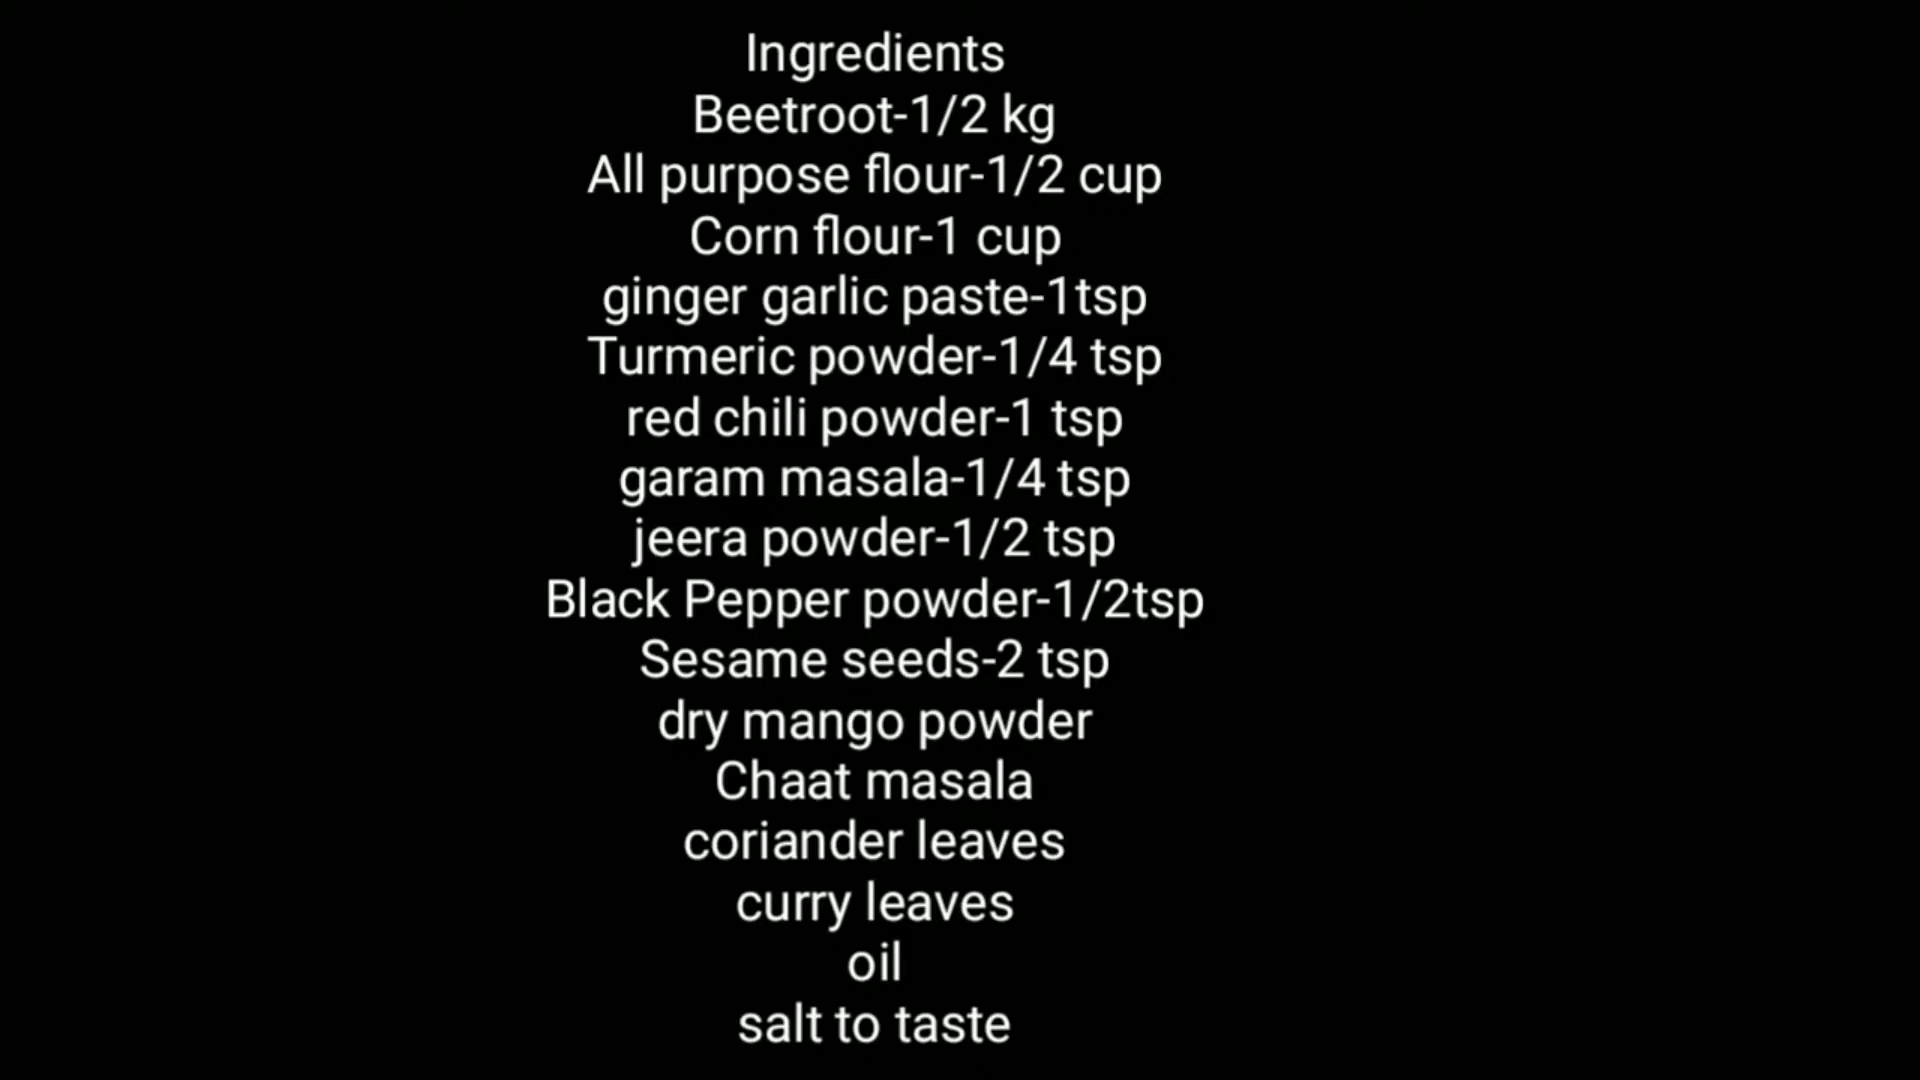 Ingredients
Beetroot-1/2 kg
All purpose flour-1/2 cup
Corn flour-1 cup
ginger garlic paste-1tsp
Turmeric powder-1/4 tsp
red chili powder-1 tsp
garam masala-1/4 tsp
jeera powder-1/2 tsp
Black Pepper powder-1/2tsp
Sesame seeds-2 tsp
dry mango powder
Chaat masala
coriander leaves
curry leaves
oil
salt to taste